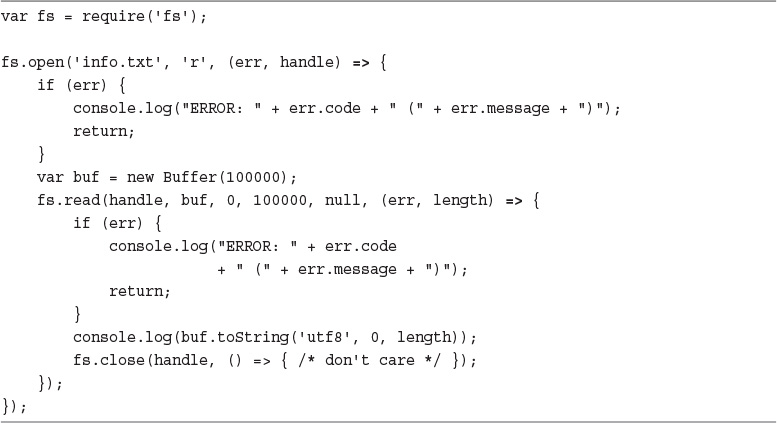 var fs = require('fs');

fs.open('info.txt', 'r', (err, handle) => {
    if (err) {
        console.log("ERROR: " + err.code + " (" + err.message + ")");
        return;
    }
    var buf = new Buffer(100000);
    fs.read(handle, buf, 0, 100000, null, (err, length) => {
        if (err) {
            console.log("ERROR: " + err.code
                        + " (" + err.message + ")");
            return;
        }
        console.log(buf.toString('utf8', 0, length));
        fs.close(handle, () => { /* don't care */ });
    });
});